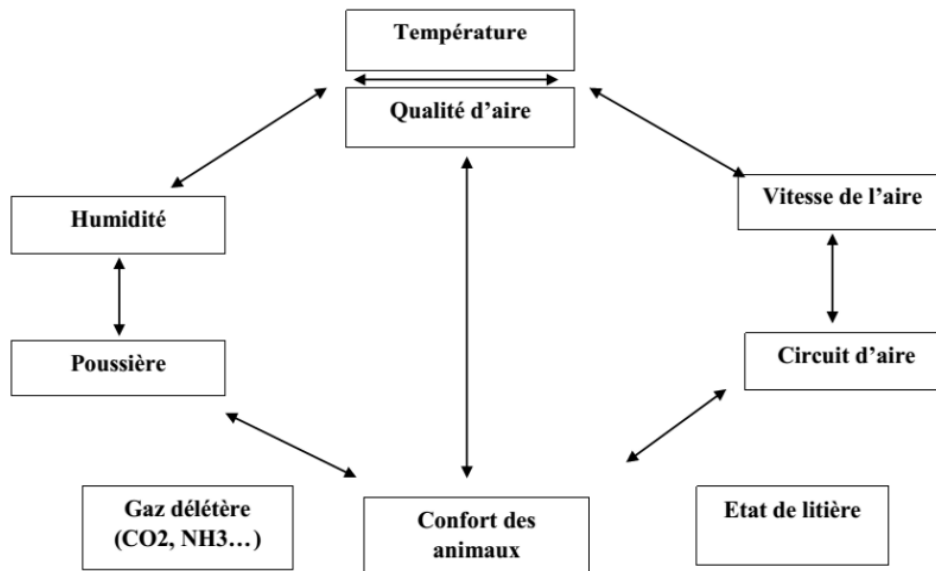 Température
Qualité d’aire
Humidité
Vitesse de l’aire
Poussière
Circuit d’aire
Gaz délétère
(CO2, NH3…)
Confort des
animaux
Etat de litière